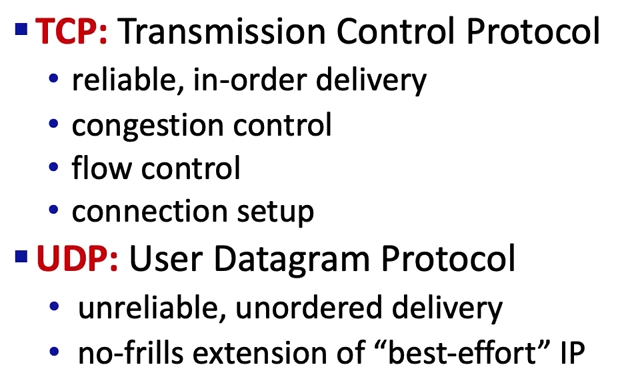 ▪ TCP: Transmission Control Protocol
• reliable, in-order delivery
• congestion control
• flow control
• connection setup
▪ UDP: User Datagram Protocol
• unreliable, unordered delivery
• no-frills extension of “best-effort” IP